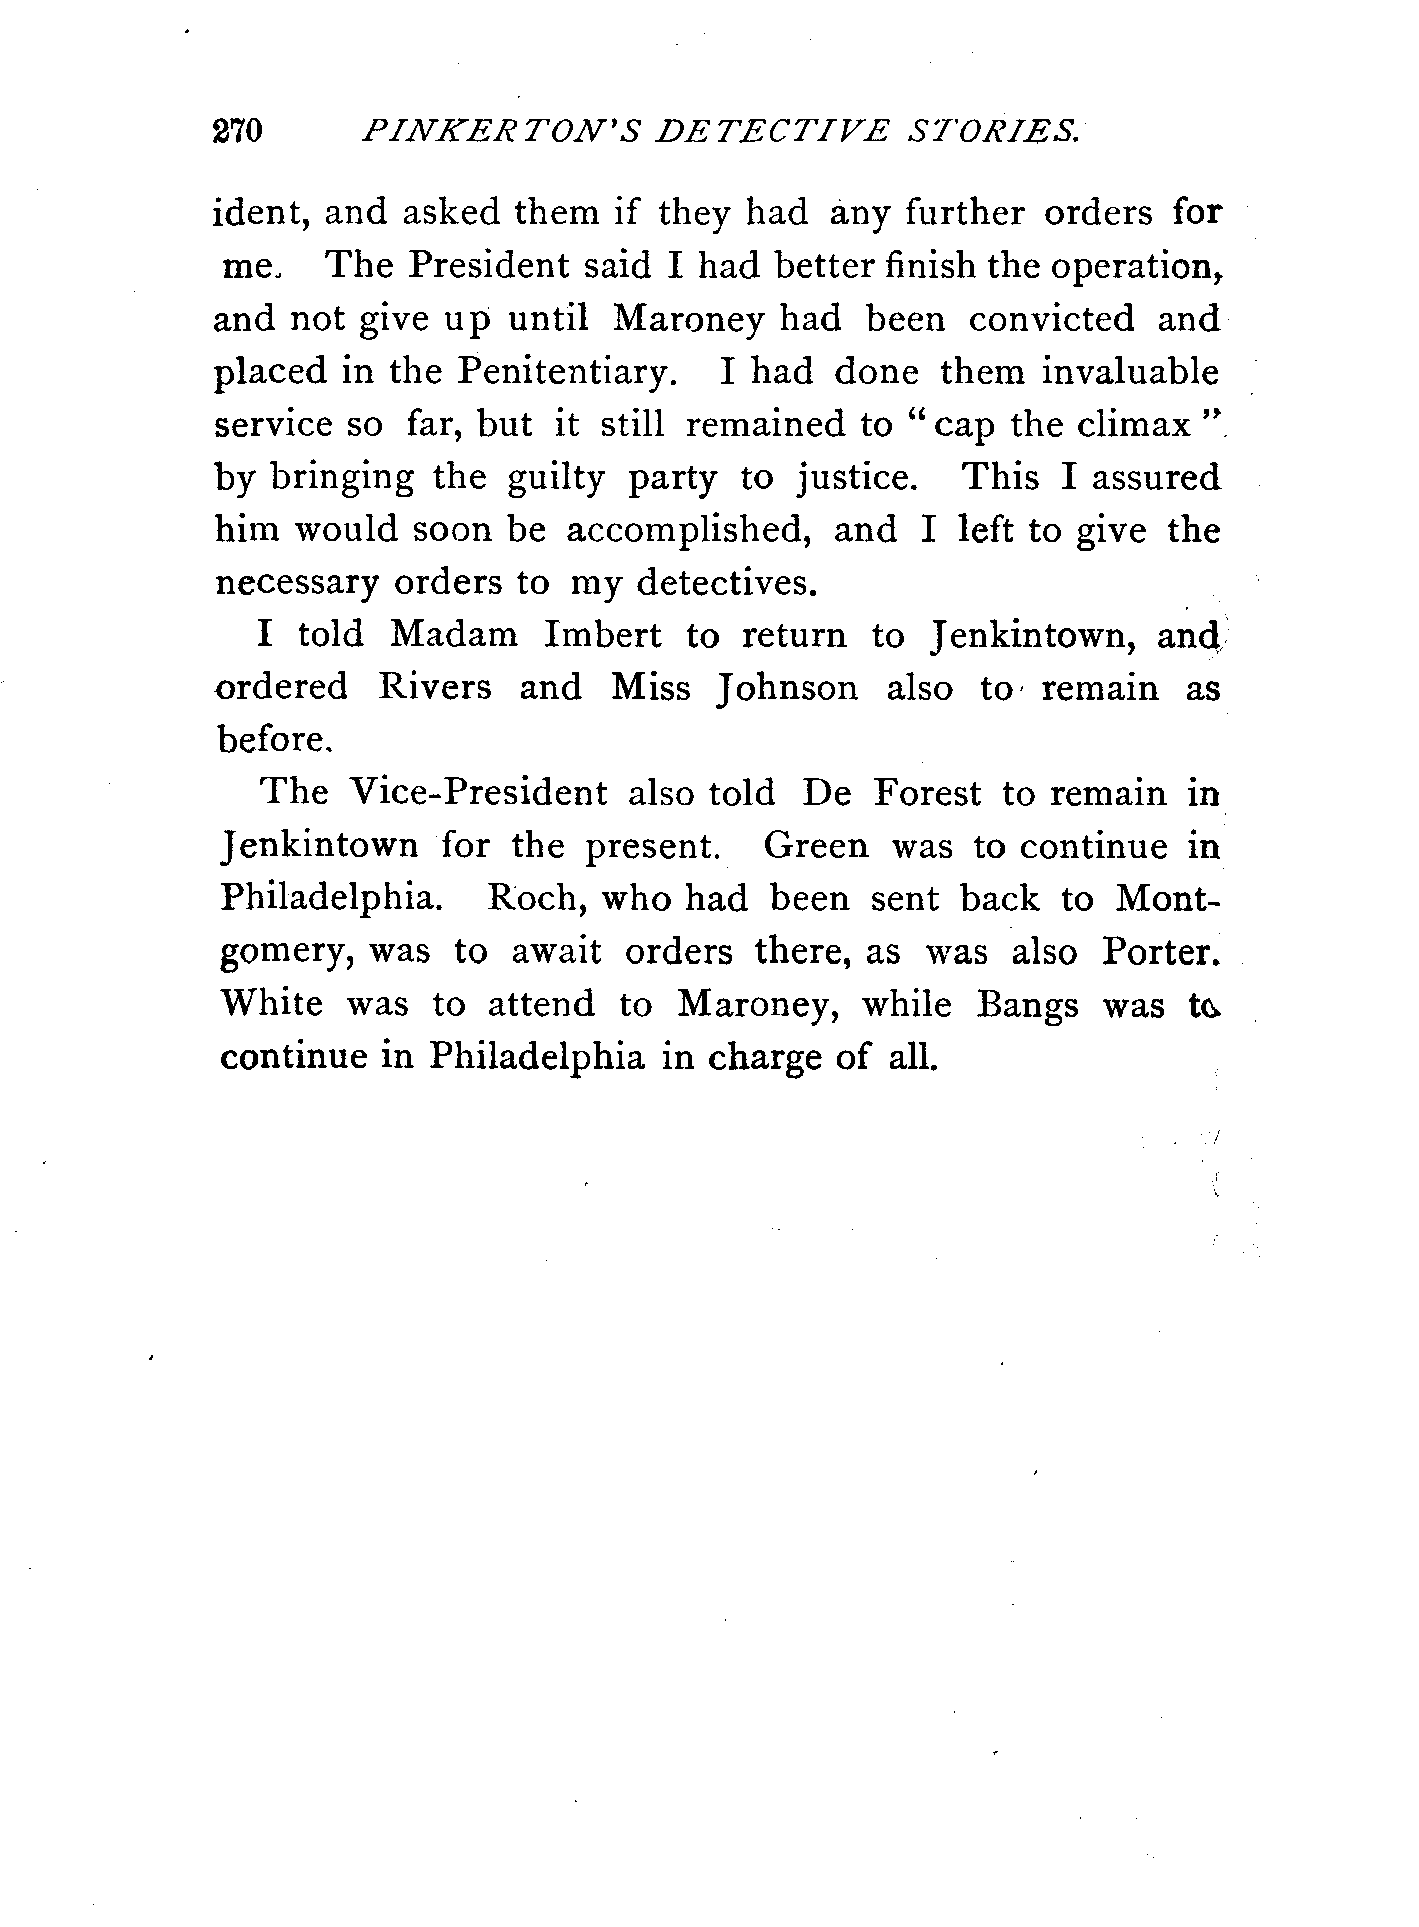 270 PINKERTON'S DETECTIVE STORIES.
ident, and asked them if they had any further orders for
me. The President said I had better finish the operation,
and not give up until Maroney had been convicted and
placed in the Penitentiary. I had done them invaluable
service so far, but it still remained to “cap the climax”
by bringing the guilty party to justice. This I assured
him would soon be accomplished, and I left to give the
necessary orders to my detectives.
I told Madam Imbert to return to Jenkintown, and
ordered Rivers and Miss Johnson also to remain as
before.
The Vice-President also told De Forest to remain in
Jenkintown for the present. Green was to continue in
Philadelphia. Roch, who had been sent back to Mont-
gomery, was to await orders there, as was also Porter.
White was to attend to Maroney, while Bangs was to
continue in Philadelphia in charge of all.